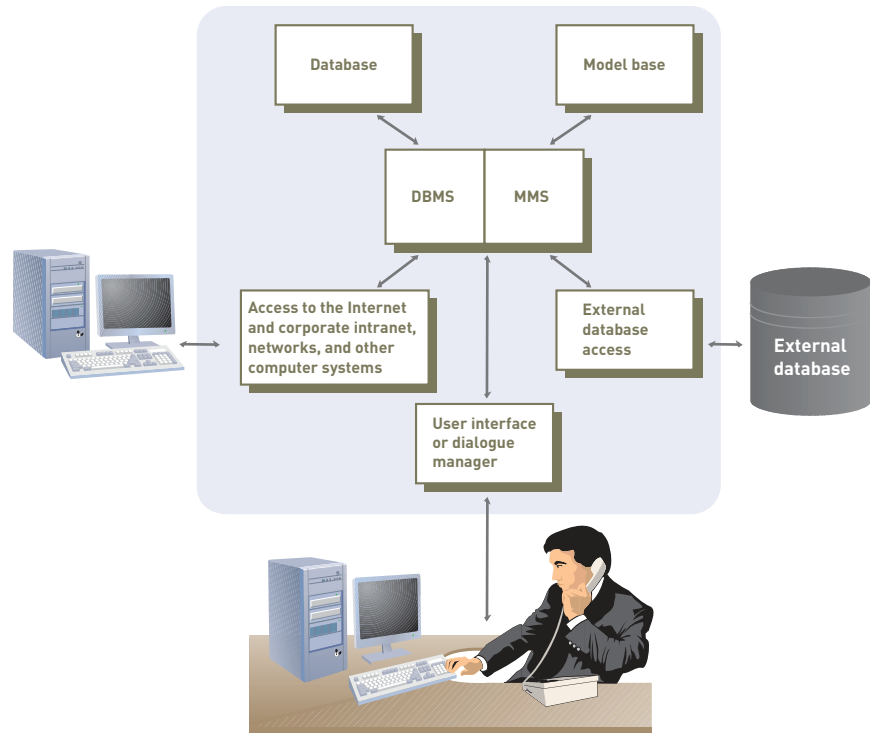 Database
Model base
DBMS
MMS
Access to the Internet
and corporate intranet,
networks, and other
computer systems
External
database
access
External
database
User interface
or dialogue
manager